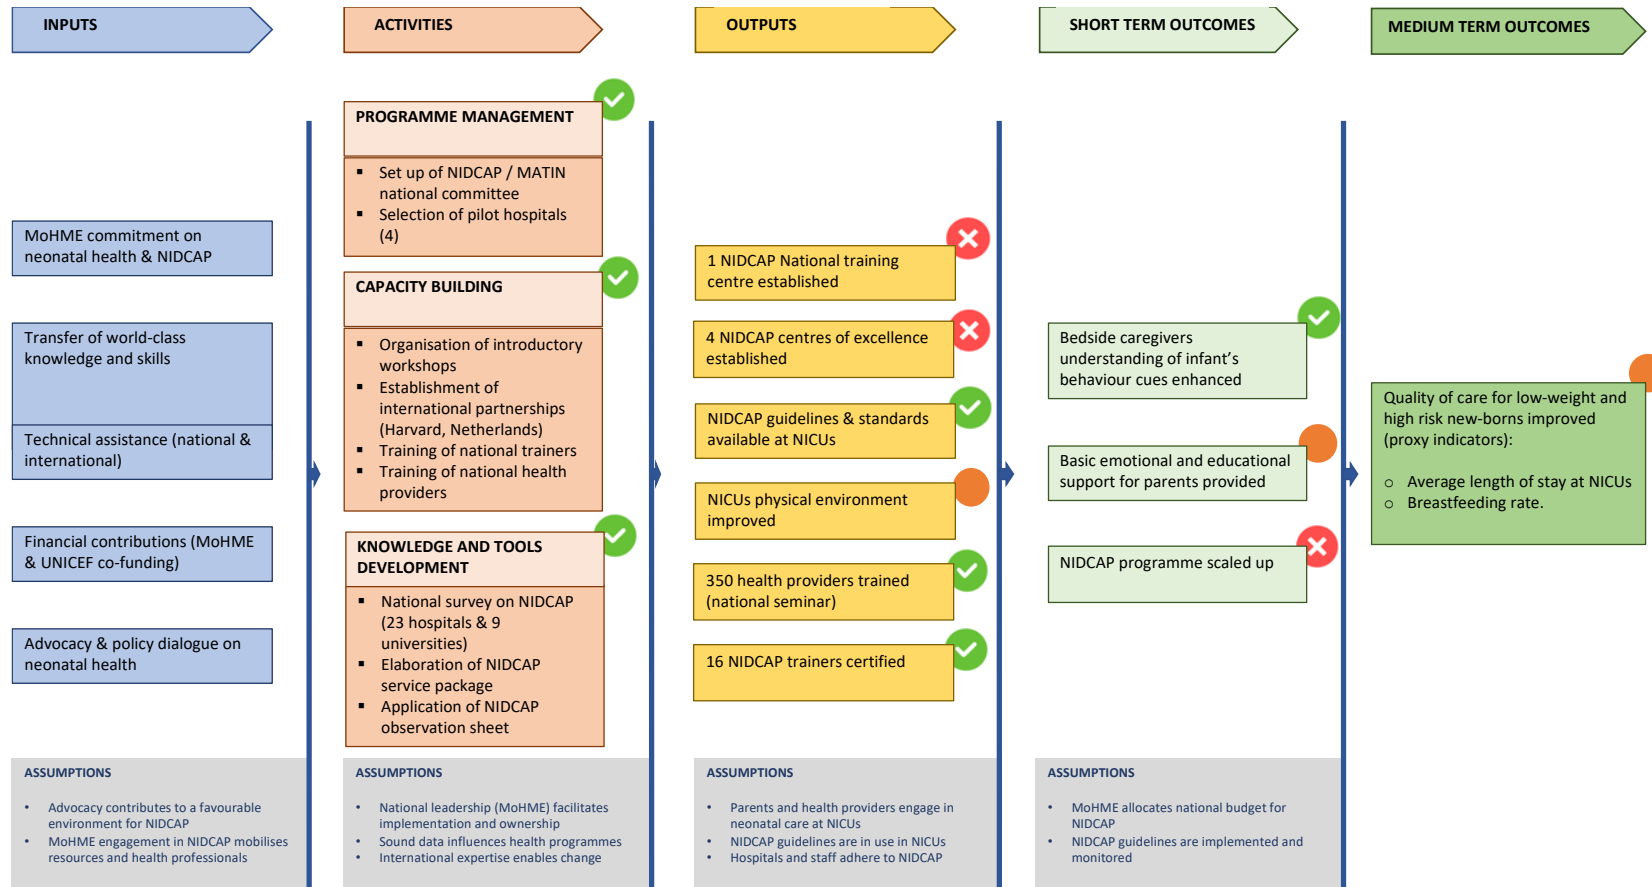 INPUTS
ACTIVITIES
OUTPUTS
SHORT TERM OUTCOMES
MEDIUM TERM OUTCOMES
MoHME commitment on
neonatal health & NIDCAP
Transfer of world-class
knowledge and skills
Technical assistance (national &
international)
Financial contributions (MoHME
& UNICEF co-funding)
Advocacy & policy dialogue on
neonatal health
PROGRAMME MANAGEMENT
▪ Set up of NIDCAP / MATIN
national committee
▪ Selection of pilot hospitals
(4)
CAPACITY BUILDING
▪ Organisation of introductory
workshops
▪ Establishment of
international partnerships
(Harvard, Netherlands)
▪ Training of national trainers
▪ Training of national health
providers
KNOWLEDGE AND TOOLS
DEVELOPMENT
▪ National survey on NIDCAP
(23 hospitals & 9
universities)
▪ Elaboration of NIDCAP
service package
▪ Application of NIDCAP
observation sheet
1 NIDCAP National training
centre established
4 NIDCAP centres of excellence
established
NIDCAP guidelines & standards
available at NICUs
NICUs physical environment
improved
350 health providers trained
(national seminar)
16 NIDCAP trainers certified
Bedside caregivers
understanding of infant's
behaviour cues enhanced
Basic emotional and educational
support for parents provided
NIDCAP programme scaled up
Quality of care for low-weight and
high risk new-borns improved
(proxy indicators):
o Average length of stay at NICUs
o Breastfeeding rate.
ASSUMPTIONS
• Advocacy contributes to a favourable
environment for NIDCAP
• MoHME engagement in NIDCAP mobilises
resources and health professionals
ASSUMPTIONS
• National leadership (MoHME) facilitates
implementation and ownership
• Sound data influences health programmes
• International expertise enables change
ASSUMPTIONS
• Parents and health providers engage in
neonatal care at NICUs
• NIDCAP guidelines are in use in NICUs
• Hospitals and staff adhere to NIDCAP
ASSUMPTIONS
• MoHME allocates national budget for
NIDCAP
• NIDCAP guidelines are implemented and
monitored